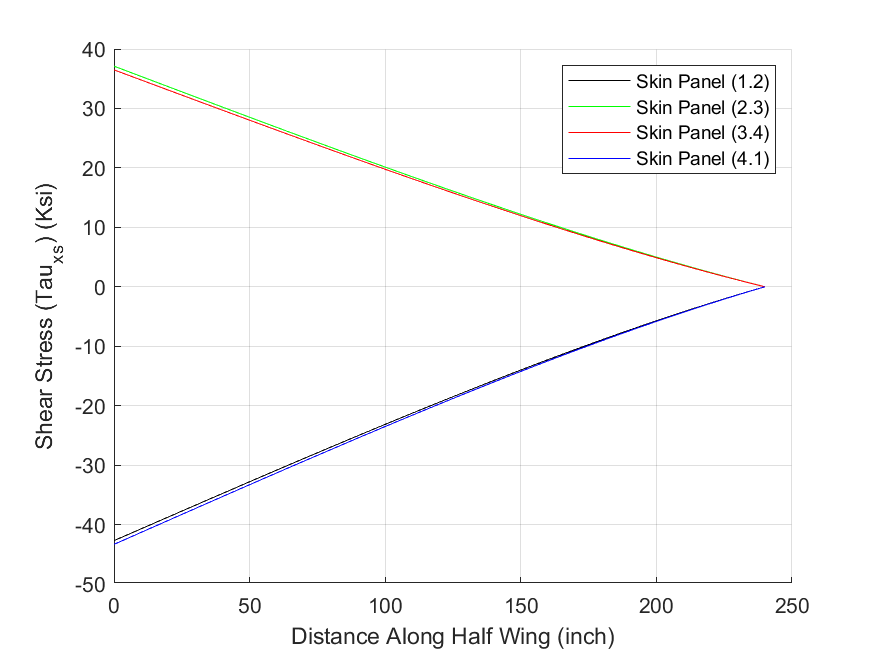 40
30
20
10
0
-10
-20
-30
-40
-50
0
50
100
150
200
250
Shear Stress (Tau_xs) (Ksi)
Distance Along Half Wing (inch)
Skin Panel (1.2)
Skin Panel (2.3)
Skin Panel (3.4)
Skin Panel (4.1)